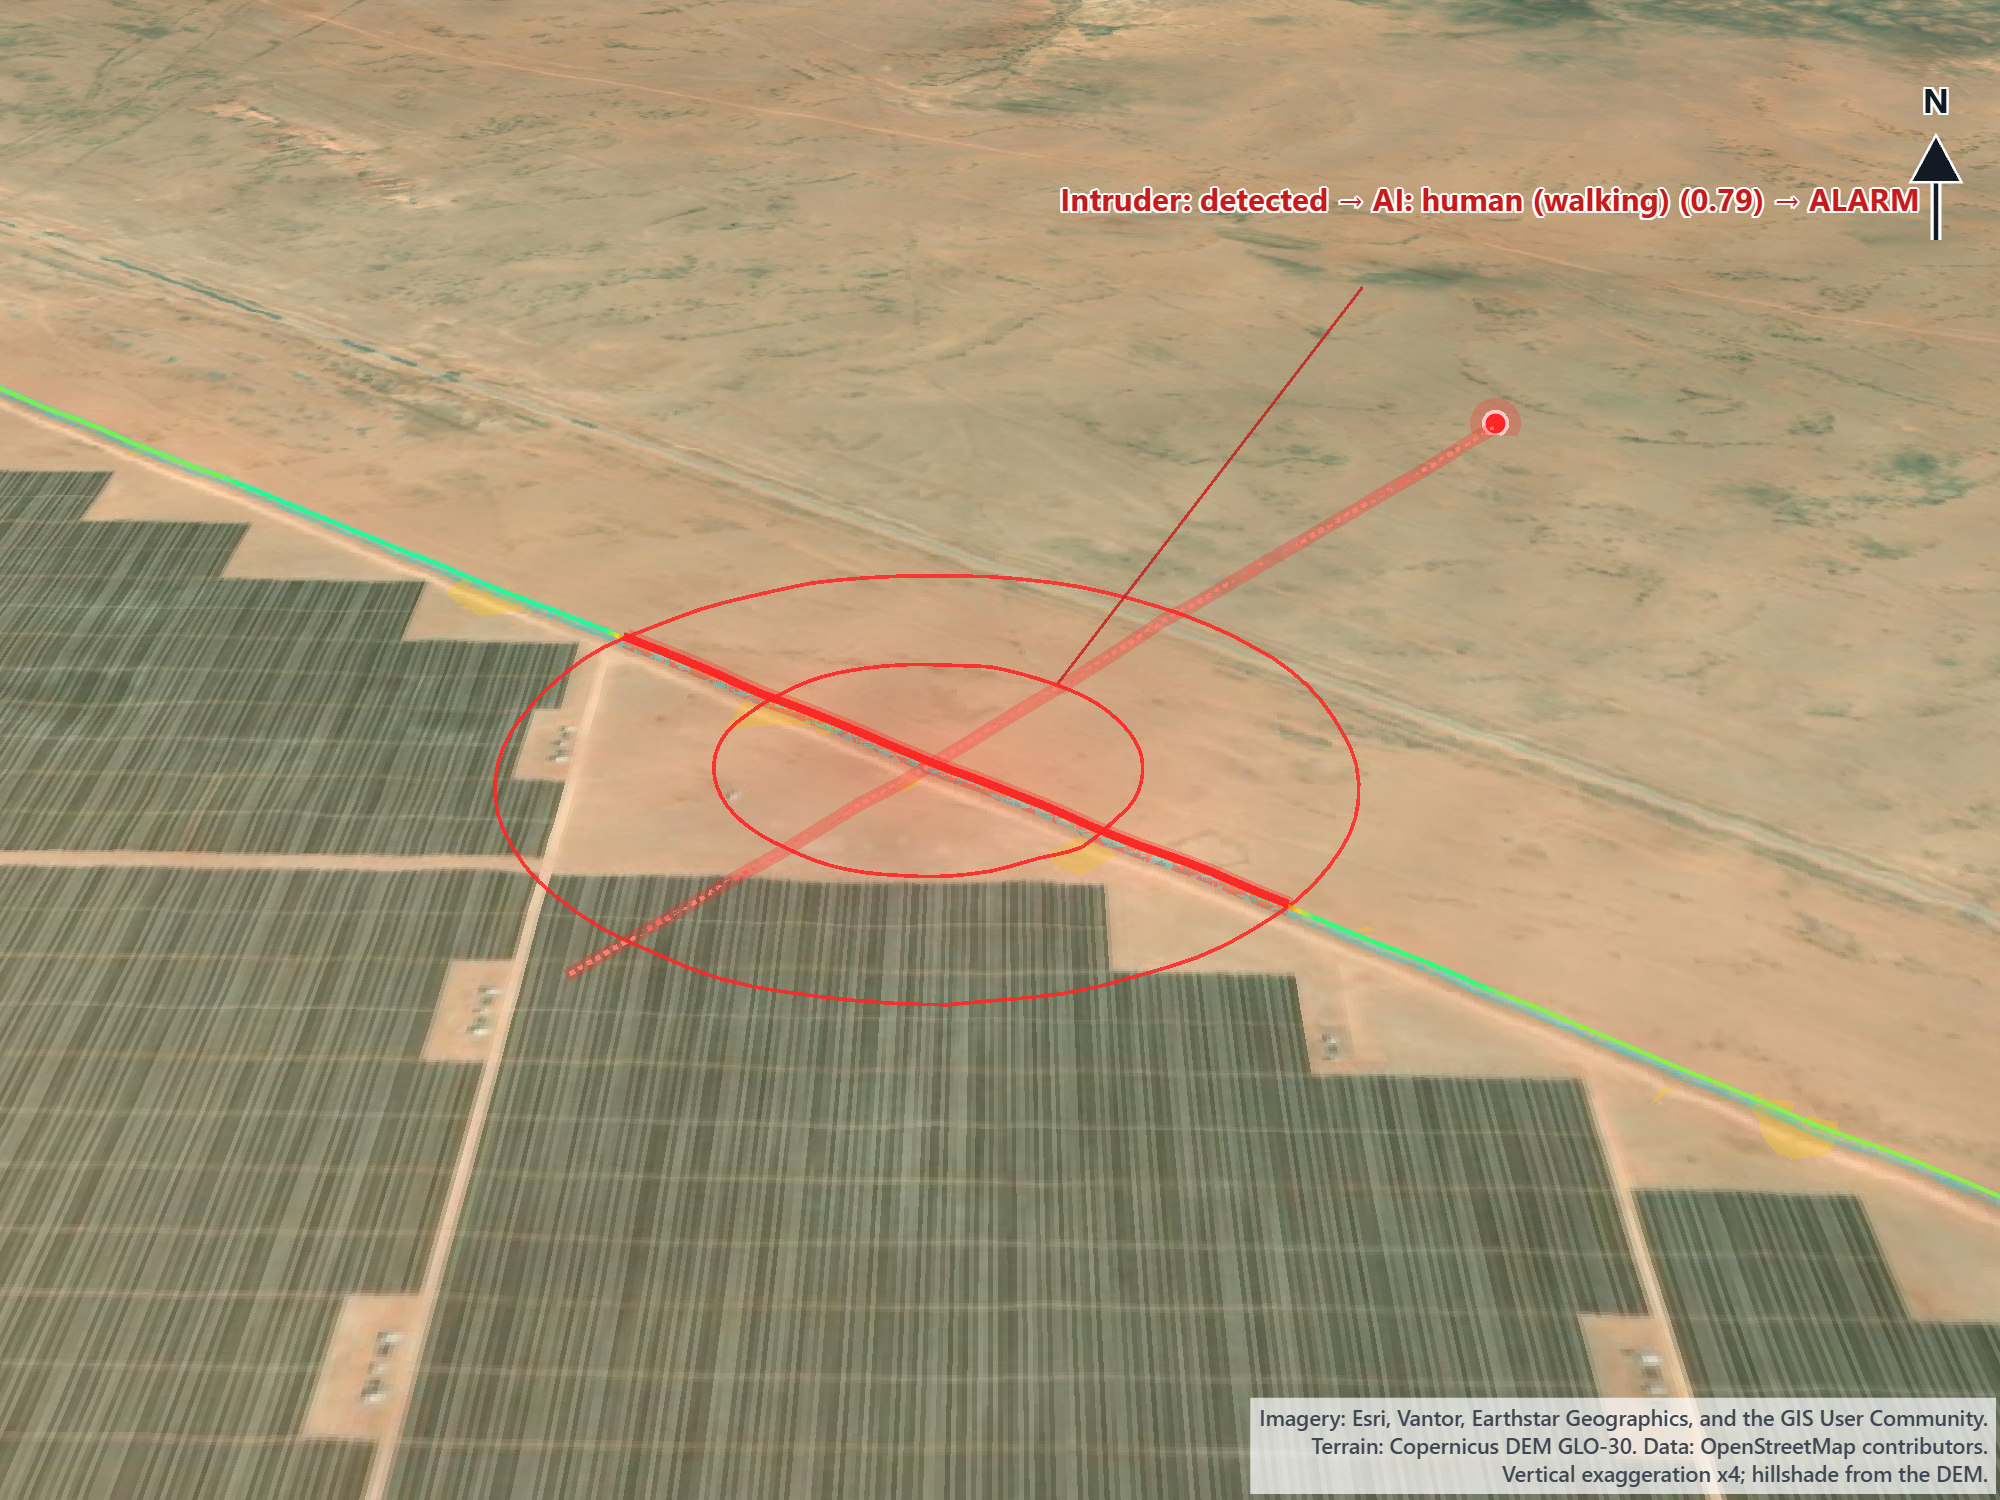 N
Intruder: detected → AI: human (walking) (0.79) → ALARM
Imagery: Esri, Vantor, Earthstar Geographics, and the GIS User Community.
Terrain: Copernicus DEM GLO-30. Data: OpenStreetMap contributors.
Vertical exaggeration x4; hillshade from the DEM.